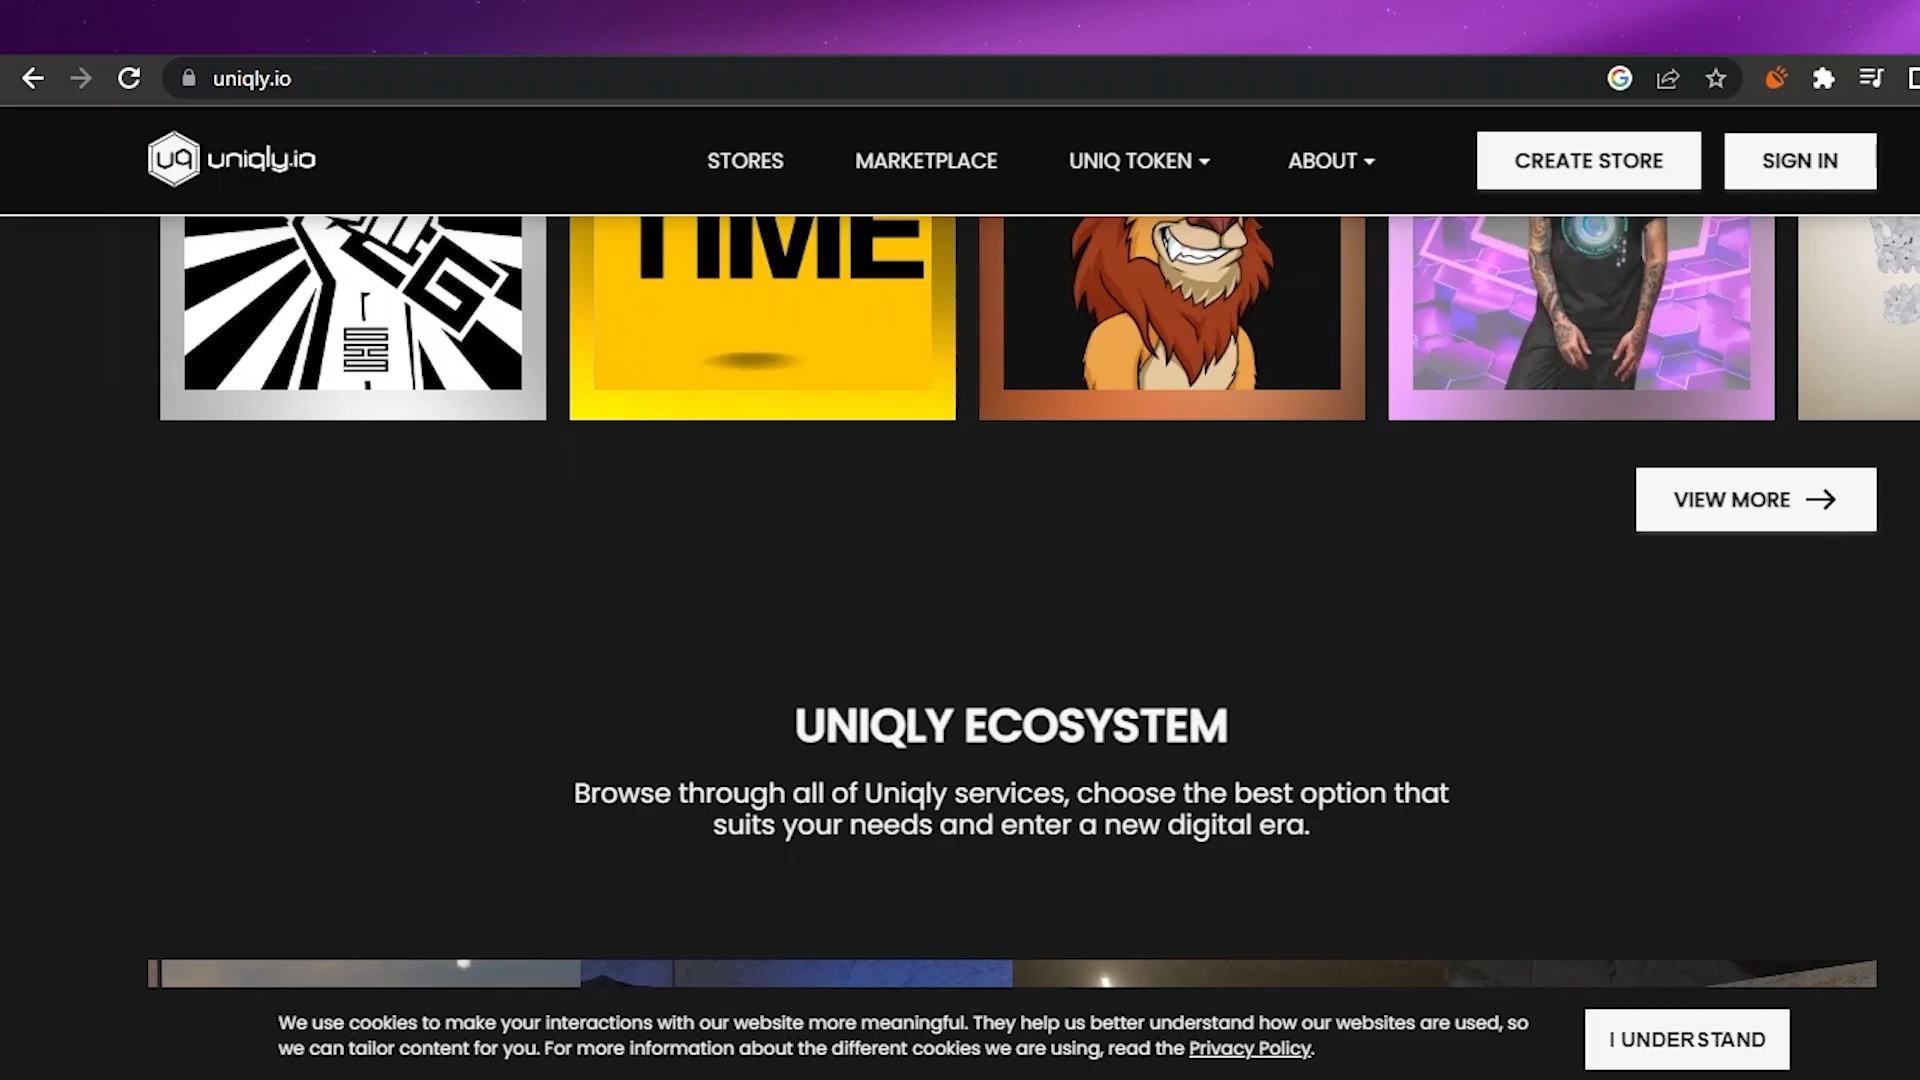 uniqly.io
uq uniqly.io
STORES
MARKETPLACE
UNIQ TOKEN
ABOUT
CREATE STORE
SIGN IN
TIME
VIEW MORE
UNIQLY ECOSYSTEM
Browse through all of Uniqly services, choose the best option that
suits your needs and enter a new digital era.
We use cookies to make your interactions with our website more meaningful. They help us better understand how our websites are used, so
we can tailor content for you. For more information about the different cookies we are using, read the Privacy Policy.
I UNDERSTAND